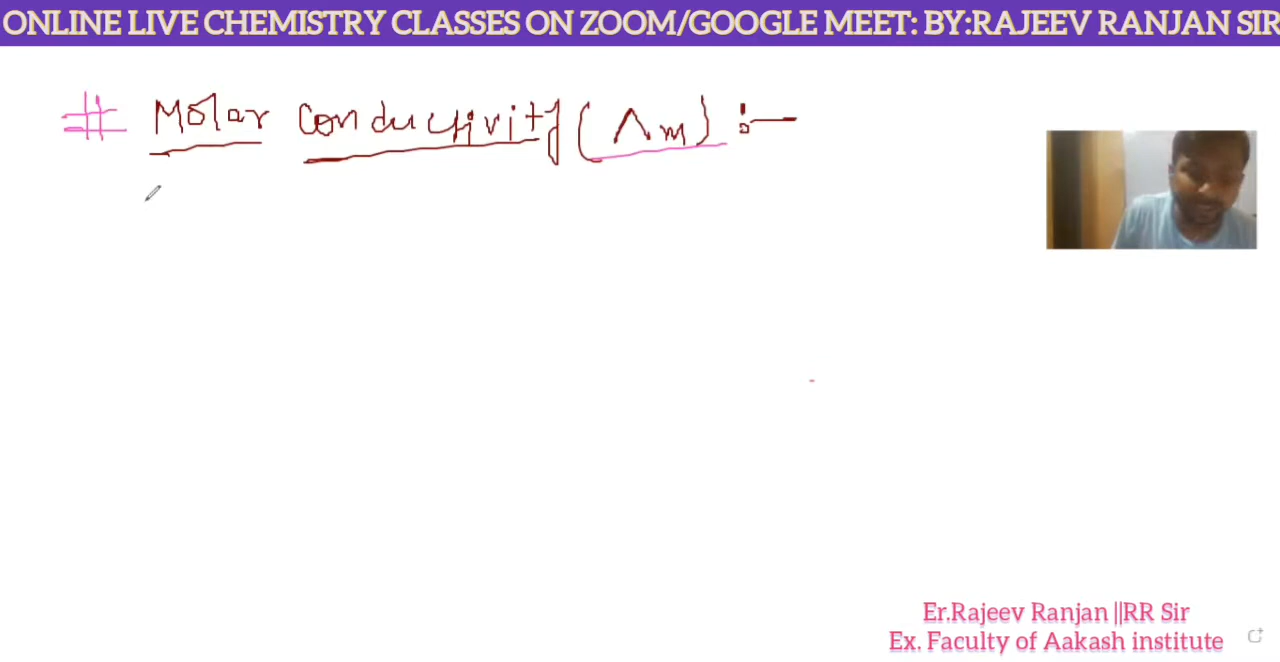 ONLINE LIVE CHEMISTRY CLASSES ON ZOOM/GOOGLE MEET: BY:RAJEEV RANJAN SIR
# Molar conductivity (Λm) :-
Er.Rajeev Ranjan ||RR Sir
Ex. Faculty of Aakash institute